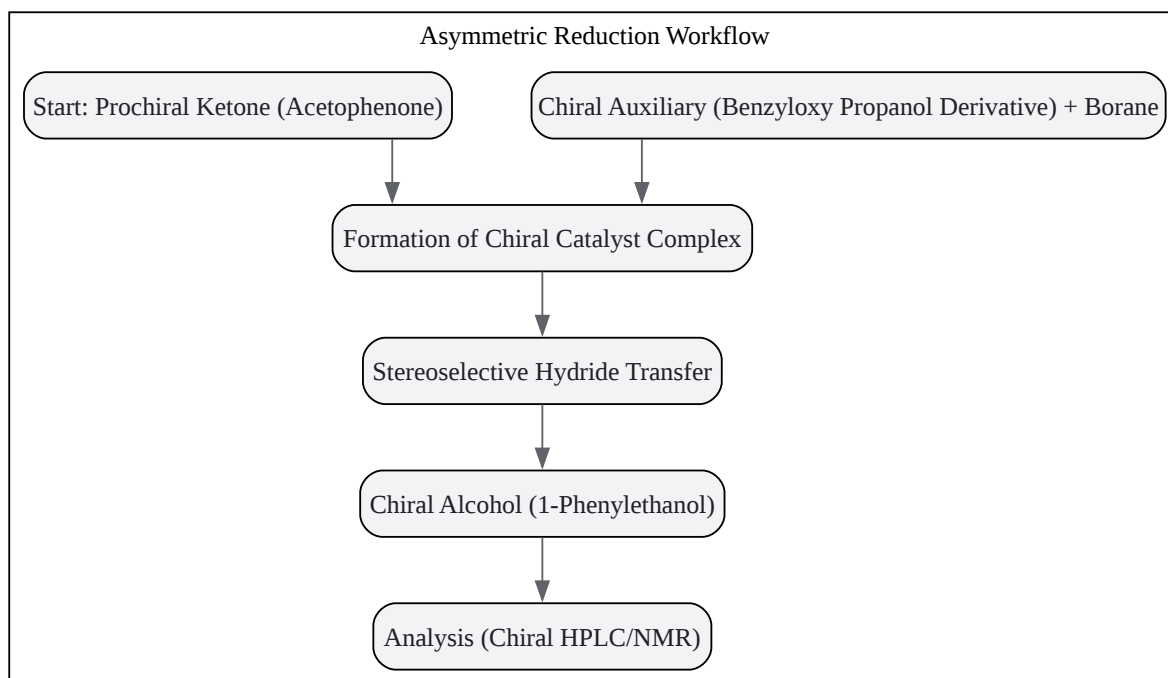 Asymmetric Reduction Workflow
Start: Prochiral Ketone (Acetophenone)
Chiral Auxiliary (Benzyloxy Propanol Derivative) + Borane
Formation of Chiral Catalyst Complex
Stereoselective Hydride Transfer
Chiral Alcohol (1-Phenylethanol)
Analysis (Chiral HPLC/NMR)